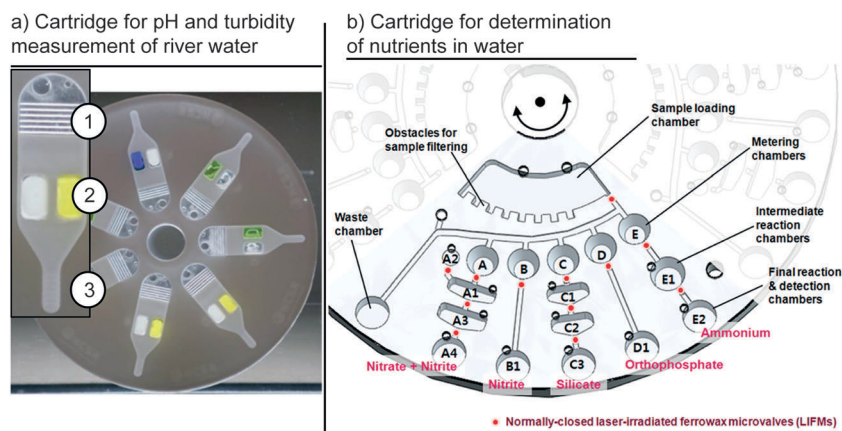 a) Cartridge for pH and turbidity
measurement of river water
1
2
3
b) Cartridge for determination
of nutrients in water
Obstacles for
sample filtering
Sample loading
chamber
Metering
chambers
Intermediate
reaction
chambers
Final reaction
& detection
chambers
Waste
chamber
A2
A
B
C
D
E
A1
C1
E1
A3
C2
E2
A4
B1
C3
D1
Ammonium
Nitrate + Nitrite
Nitrite
Silicate
Orthophosphate
Normally-closed laser-irradiated ferrowax microvalves (LIFMs)